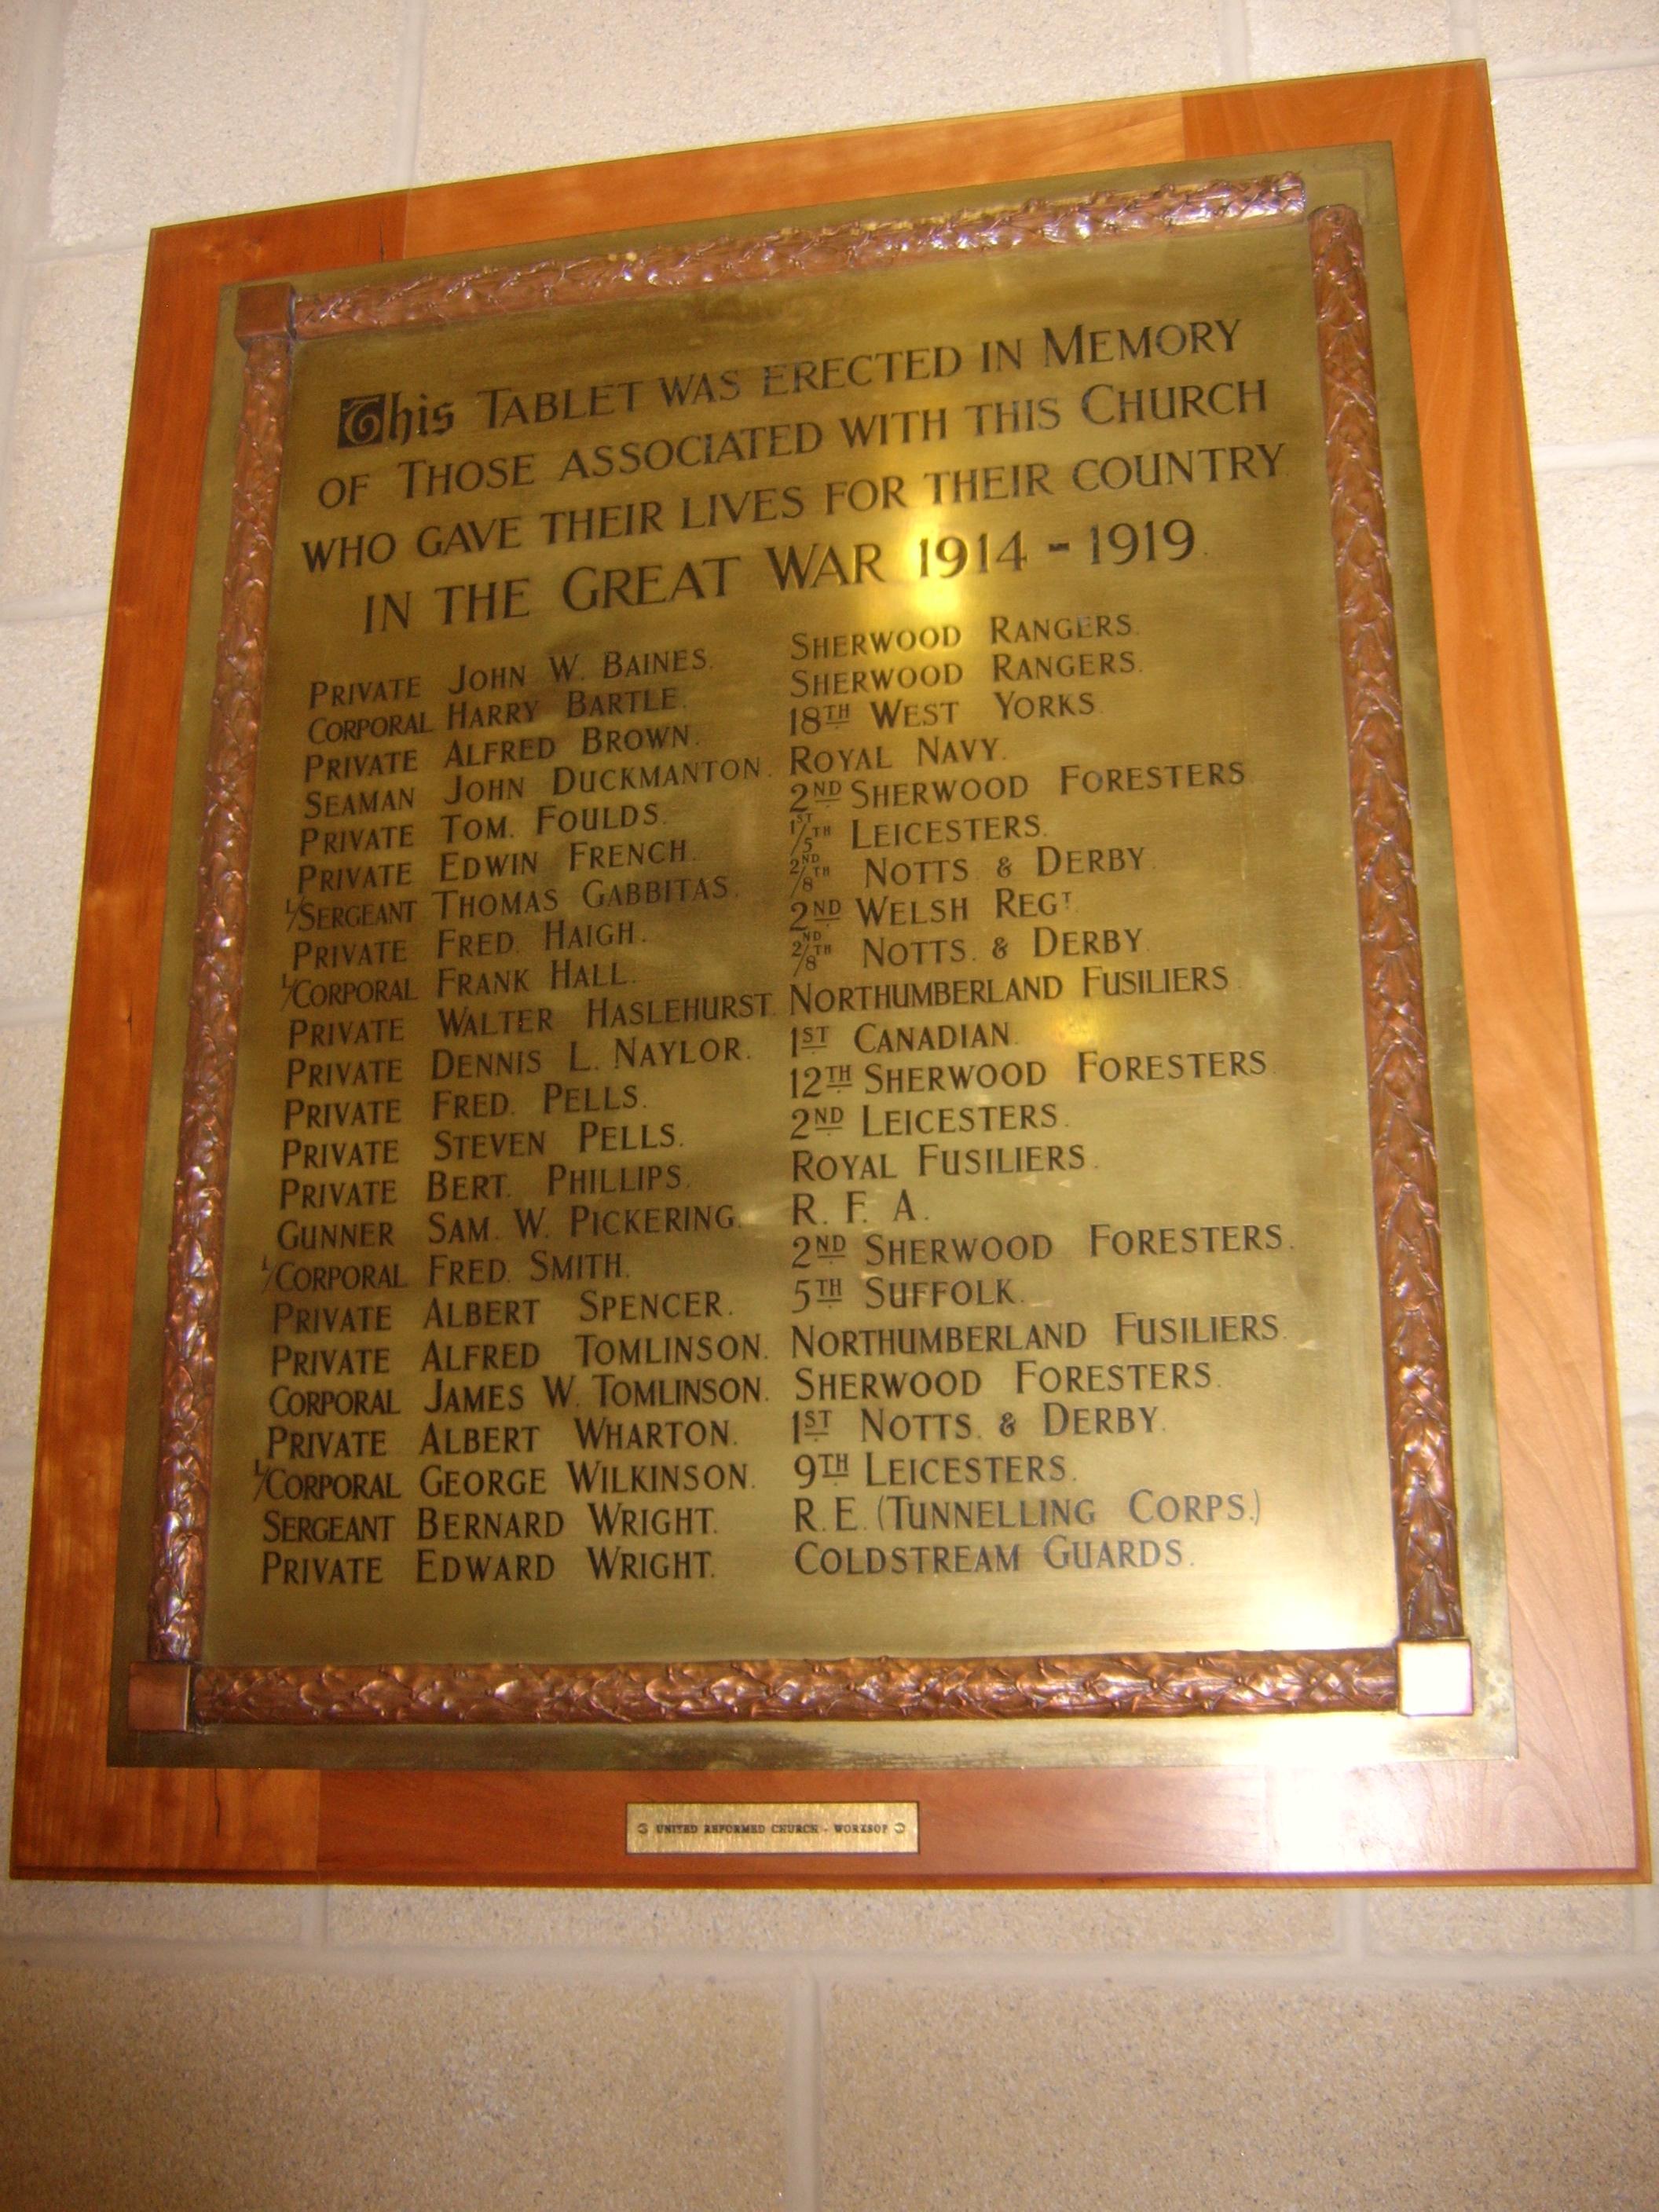 This TABLET WAS ERECTED IN MEMORY
OF THOSE ASSOCIATED WITH THIS CHURCH
WHO GAVE THEIR LIVES FOR THEIR COUNTRY
IN THE GREAT WAR 1914 - 1919.
PRIVATE JOHN W. BAINES. SHERWOOD RANGERS.
CORPORAL HARRY BARTLE. SHERWOOD RANGERS.
PRIVATE ALFRED BROWN. 18TH WEST YORKS.
SEAMAN JOHN DUCKMANTON. ROYAL NAVY.
PRIVATE TOM. FOULDS. 2ND SHERWOOD FORESTERS
PRIVATE EDWIN FRENCH. 1ST/5TH LEICESTERS.
L/SERGEANT THOMAS GABBITAS. 2ND/8TH NOTTS. & DERBY.
PRIVATE FRED. HAIGH. 2ND WELSH REGT.
L/CORPORAL FRANK HALL. 2ND/8TH NOTTS. & DERBY.
PRIVATE WALTER HASLEHURST. NORTHUMBERLAND FUSILIERS.
PRIVATE DENNIS L. NAYLOR. 1ST CANADIAN.
PRIVATE FRED. PELLS. 12TH SHERWOOD FORESTERS.
PRIVATE STEVEN PELLS. 2ND LEICESTERS.
PRIVATE BERT. PHILLIPS. ROYAL FUSILIERS.
GUNNER SAM. W. PICKERING. R. F. A.
L/CORPORAL FRED. SMITH. 2ND SHERWOOD FORESTERS.
PRIVATE ALBERT SPENCER. 5TH SUFFOLK.
PRIVATE ALFRED TOMLINSON. NORTHUMBERLAND FUSILIERS.
CORPORAL JAMES W. TOMLINSON. SHERWOOD FORESTERS.
PRIVATE ALBERT WHARTON. 1ST NOTTS. & DERBY.
L/CORPORAL GEORGE WILKINSON. 9TH LEICESTERS.
SERGEANT BERNARD WRIGHT. R. E. (TUNNELLING CORPS.)
PRIVATE EDWARD WRIGHT. COLDSTREAM GUARDS.
UNITED REFORMED CHURCH - WORKSOP